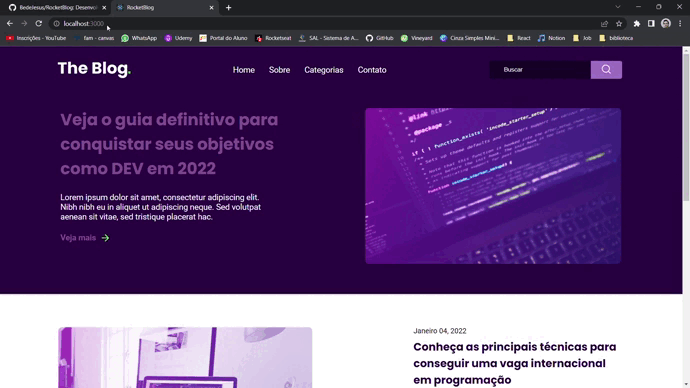 Bedelesus/RocketBlog: Desenvol
RocketBlog
localhost:3000
Inscrições - YouTube
fam - canvas
WhatsApp
Udemy
Portal do Aluno
Rocketseat
SAL - Sistema de A...
GitHub
Vineyard
Cinza Simples Mini...
React
Notion
Job
biblioteca
The Blog.
Home
Sobre
Categorias
Contato
Buscar
Veja o guia definitivo para
conquistar seus objetivos
como DEV em 2022
Lorem ipsum dolor sit amet, consectetur adipiscing elit.
Nibh nibh eu in aliquet ut adipiscing neque. Sed volutpat
aenean sit vitae, sed tristique placerat hac.
Veja mais
Janeiro 04, 2022
Conheça as principais técnicas para
conseguir uma vaga internacional
em programação